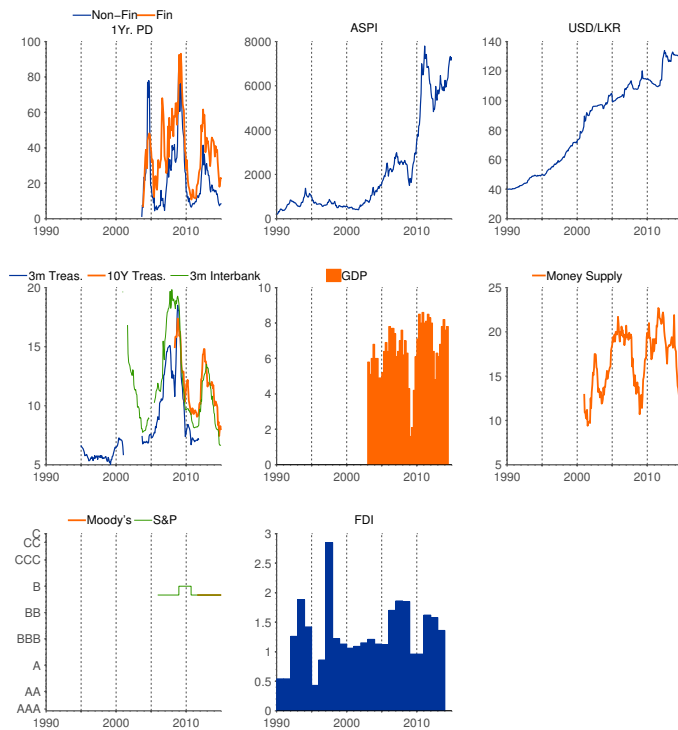 Non−Fin Fin
1Yr. PD
100
80
60
40
20
0
1990 2000 2010
ASPI
8000
6000
4000
2000
0
1990 2000 2010
USD/LKR
140
120
100
80
60
40
20
1990 2000 2010
3m Treas. 10Y Treas. 3m Interbank
20
15
10
5
1990 2000 2010
GDP
10
8
6
4
2
0
1990 2000 2010
Money Supply
25
20
15
10
5
1990 2000 2010
Moody's S&P
C
CC
CCC
B
BB
BBB
A
AA
AAA
1990 2000 2010
FDI
3
2.5
2
1.5
1
0.5
0
1990 2000 2010